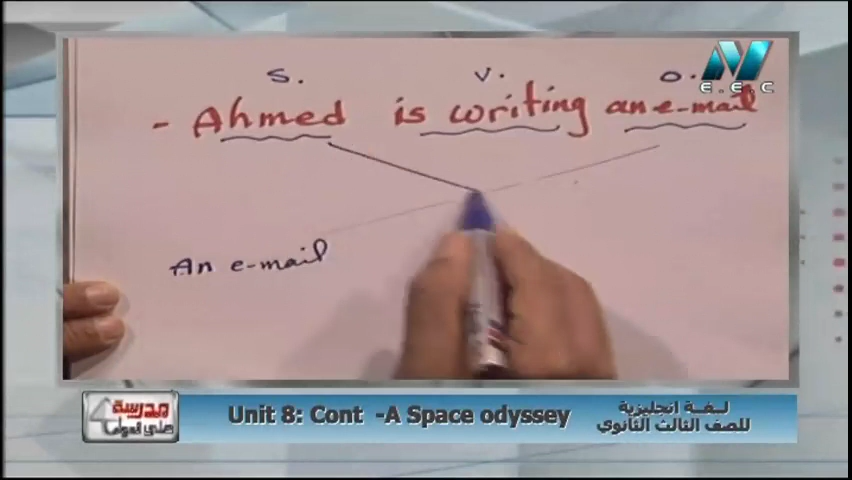 S. V. O.
- Ahmed is writing an e-mail
An e-mail
N
E.E.C
مدرسة
على الهواء
Unit 8: Cont -A Space odyssey
لغة انجليزية
للصف الثالث الثانوي